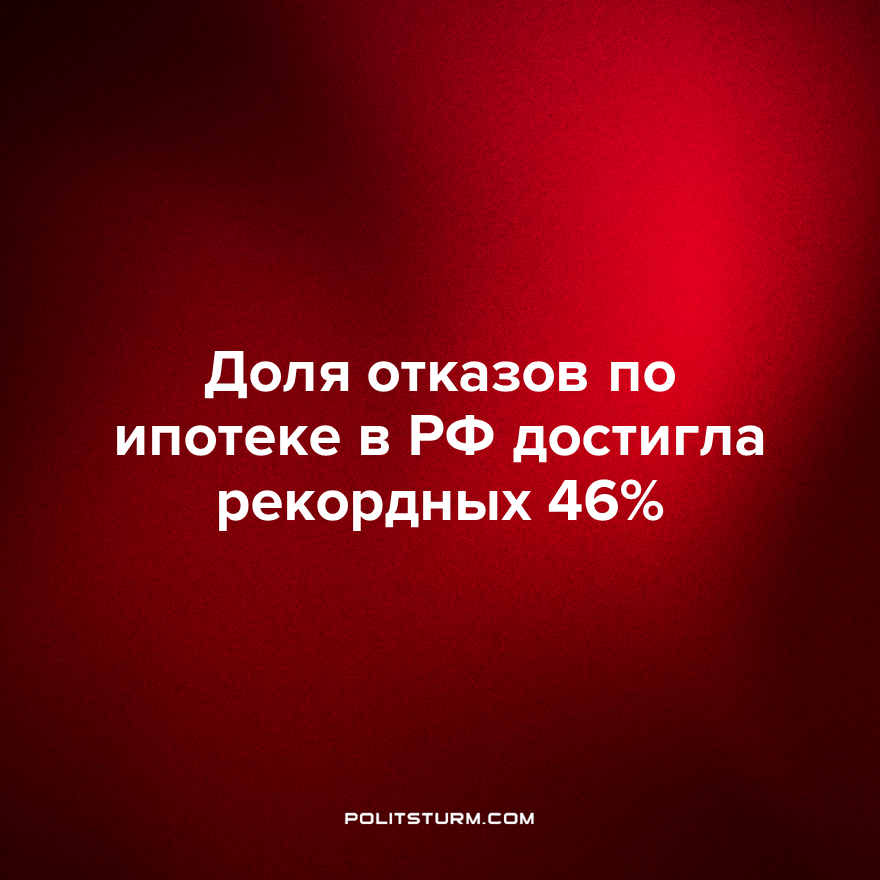 Доля отказов по
ипотеке в РФ достигла
рекордных 46%
POLITSTURM.COM